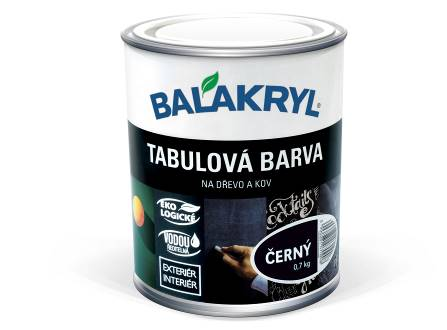 BALAKRYL®
TABULOVÁ BARVA
NA DŘEVO A KOV
EKO
LOGICKÉ
VODOU
ŘEDITELNÁ
EXTERIÉR
INTERIÉR
ČERNÝ
0,7 kg